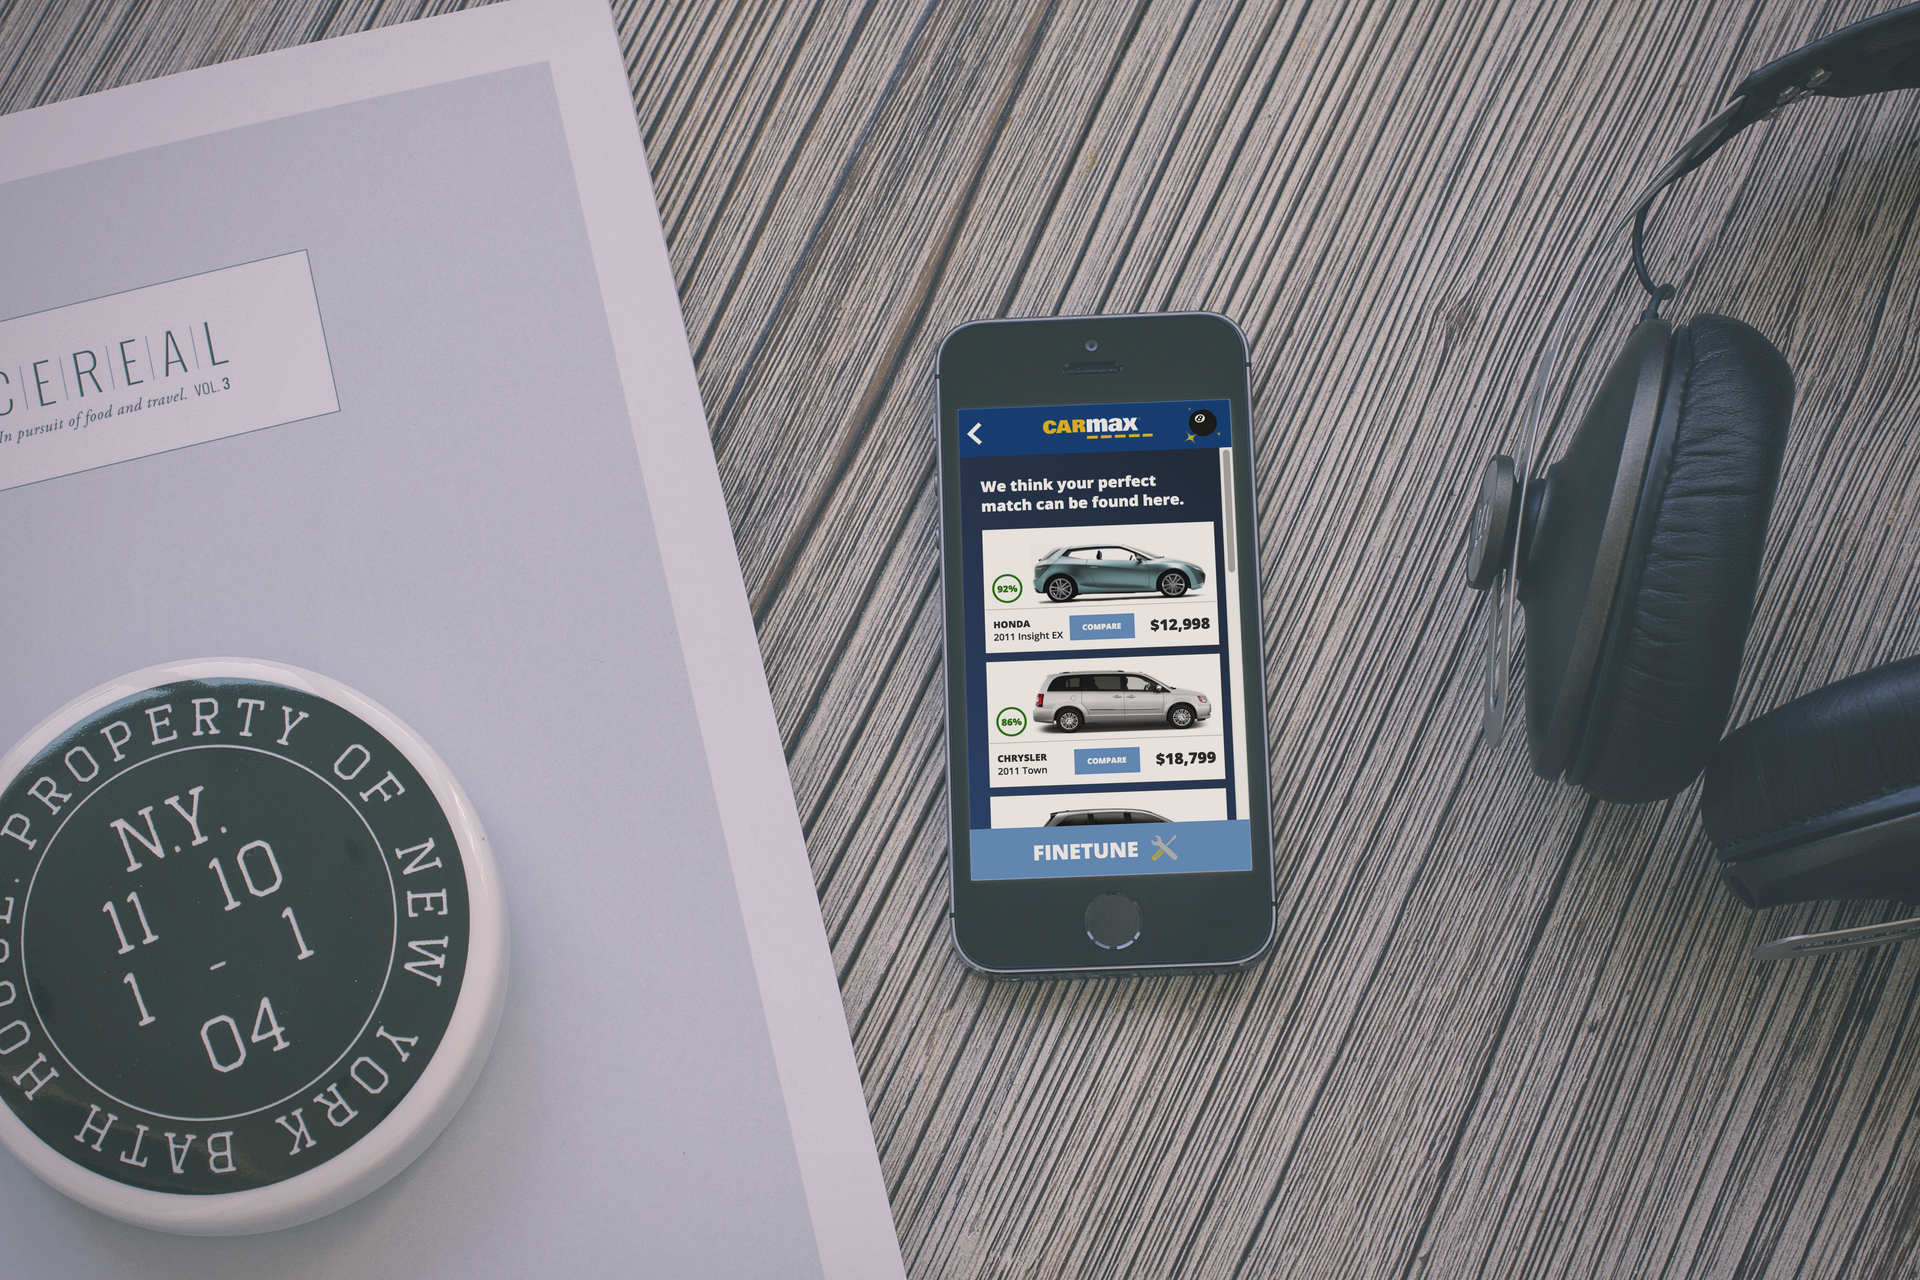 CEREAL
In pursuit of food and travel. VOL. 3
PROPERTY OF NEW YORK BATH HOUSE.
N.Y.
11 10
1 - 1
04
CARmax
8
We think your perfect
match can be found here.
92%
HONDA
2011 Insight EX
COMPARE
$12,998
86%
CHRYSLER
2011 Town
COMPARE
$18,799
FINETUNE